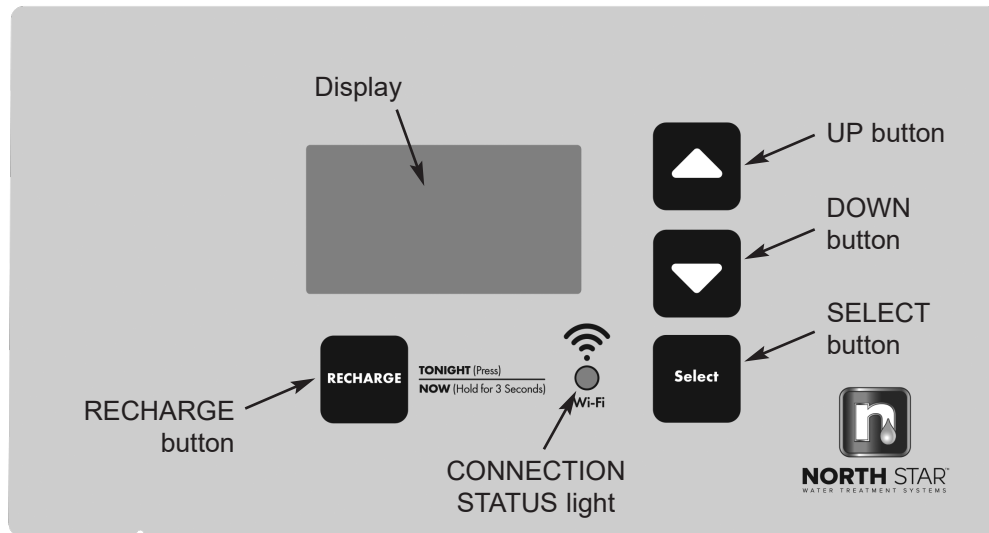 Display
UP button
DOWN
button
SELECT
button
RECHARGE
TONIGHT (Press)
NOW (Hold for 3 Seconds)
Wi-Fi
Select
RECHARGE
button
CONNECTION
STATUS light
n
NORTH STAR™
WATER TREATMENT SYSTEMS